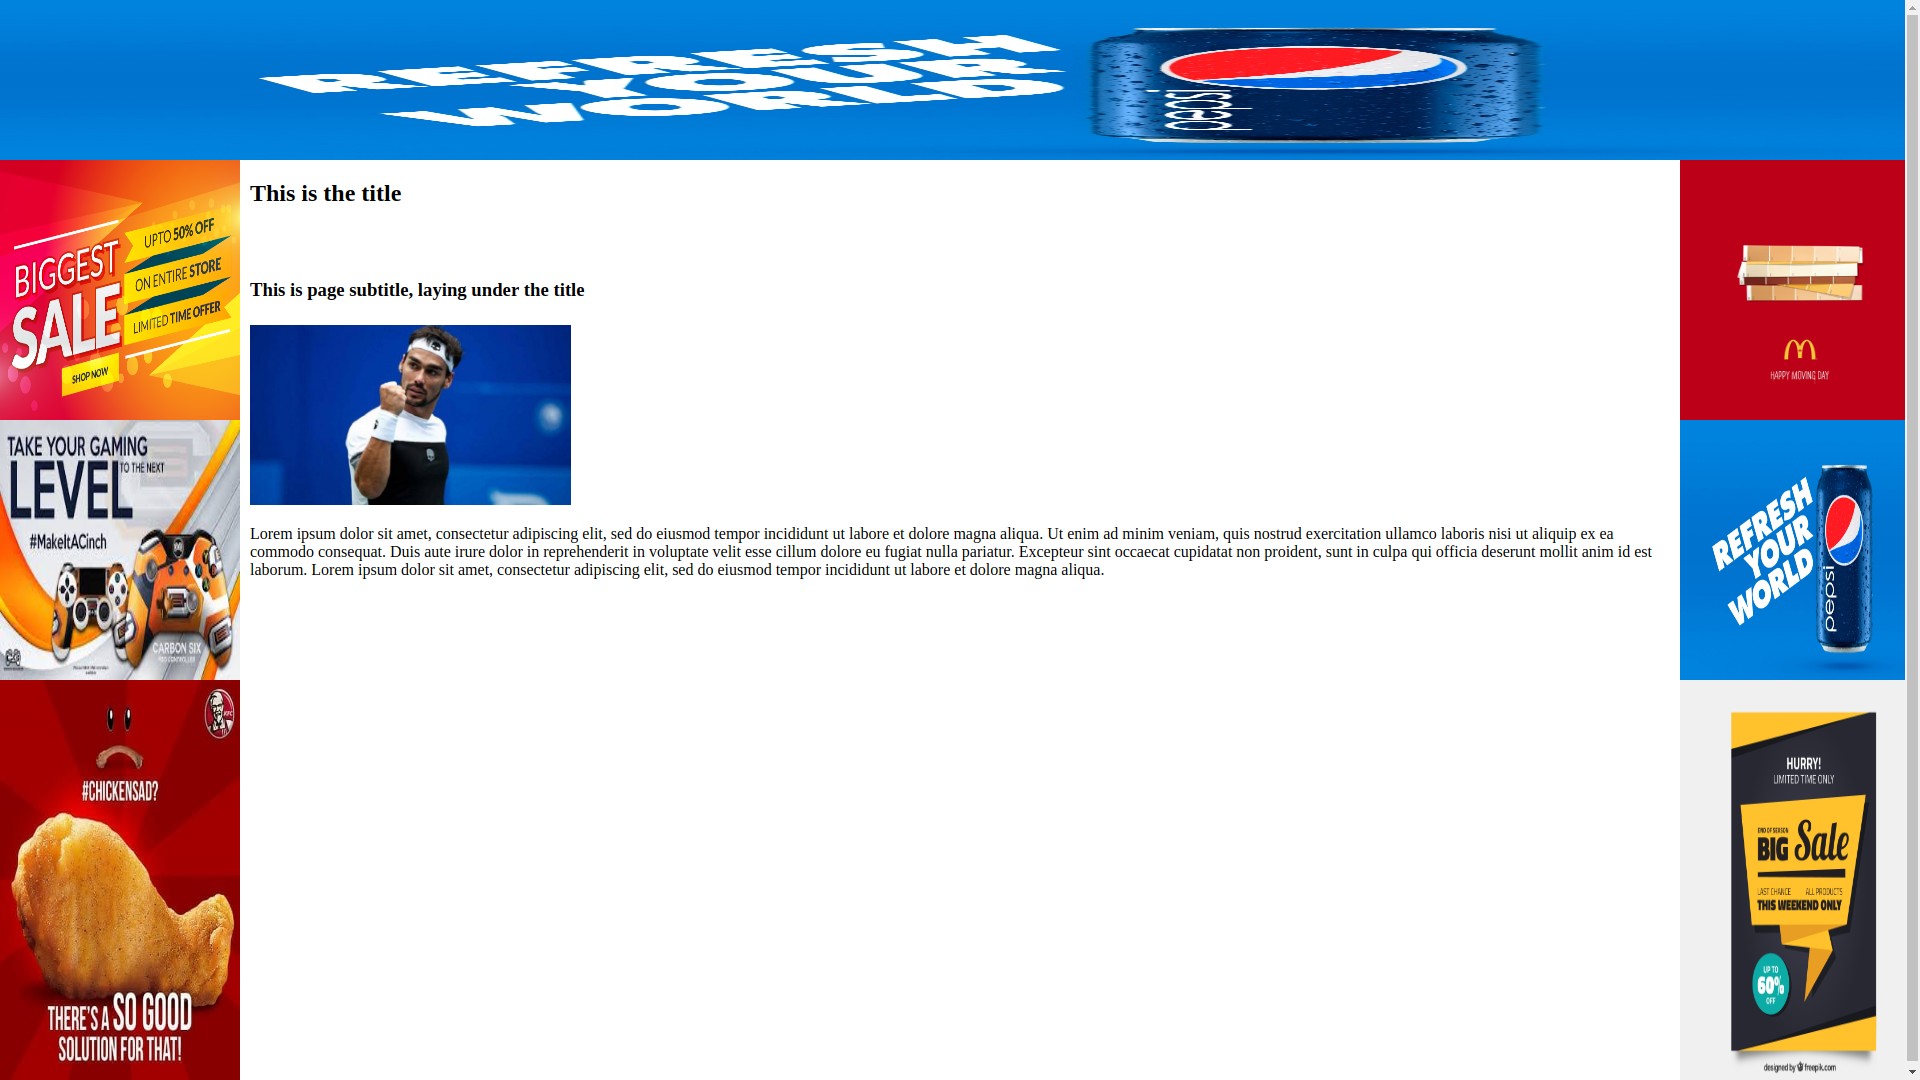 REFRESH
YOUR
WORLD
pepsi
BIGGEST
SALE
UPTO 50% OFF
ON ENTIRE STORE
LIMITED TIME OFFER
SHOP NOW
TAKE YOUR GAMING
LEVEL TO THE NEXT
#MakeItACinch
CARBON SIX
KFC
#CHICKENSAD?
THERE'S A SO GOOD
SOLUTION FOR THAT!
This is the title
This is page subtitle, laying under the title
Lorem ipsum dolor sit amet, consectetur adipiscing elit, sed do eiusmod tempor incididunt ut labore et dolore magna aliqua. Ut enim ad minim veniam, quis nostrud exercitation ullamco laboris nisi ut aliquip ex ea
commodo consequat. Duis aute irure dolor in reprehenderit in voluptate velit esse cillum dolore eu fugiat nulla pariatur. Excepteur sint occaecat cupidatat non proident, sunt in culpa qui officia deserunt mollit anim id est
laborum. Lorem ipsum dolor sit amet, consectetur adipiscing elit, sed do eiusmod tempor incididunt ut labore et dolore magna aliqua.
HAPPY MOVING DAY
REFRESH
YOUR
WORLD
pepsi
HURRY!
LIMITED TIME ONLY
END OF SEASON
BIG Sale
LAST CHANCE ALL PRODUCTS
THIS WEEKEND ONLY
UP TO
60%
OFF
designed by freepik.com